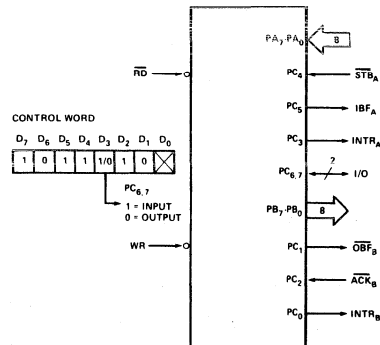 PA7-PA0
8
RD
PC4
STBA
PC5
IBFA
CONTROL WORD
PC3
INTRA
D7 D6 D5 D4 D3 D2 D1 D0
1 0 1 1 1/0 1 0
PC6,7
2
I/O
PC6,7
1 = INPUT
0 = OUTPUT
PB7-PB0
8
WR
PC1
OBFB
PC2
ACKB
PC0
INTRB